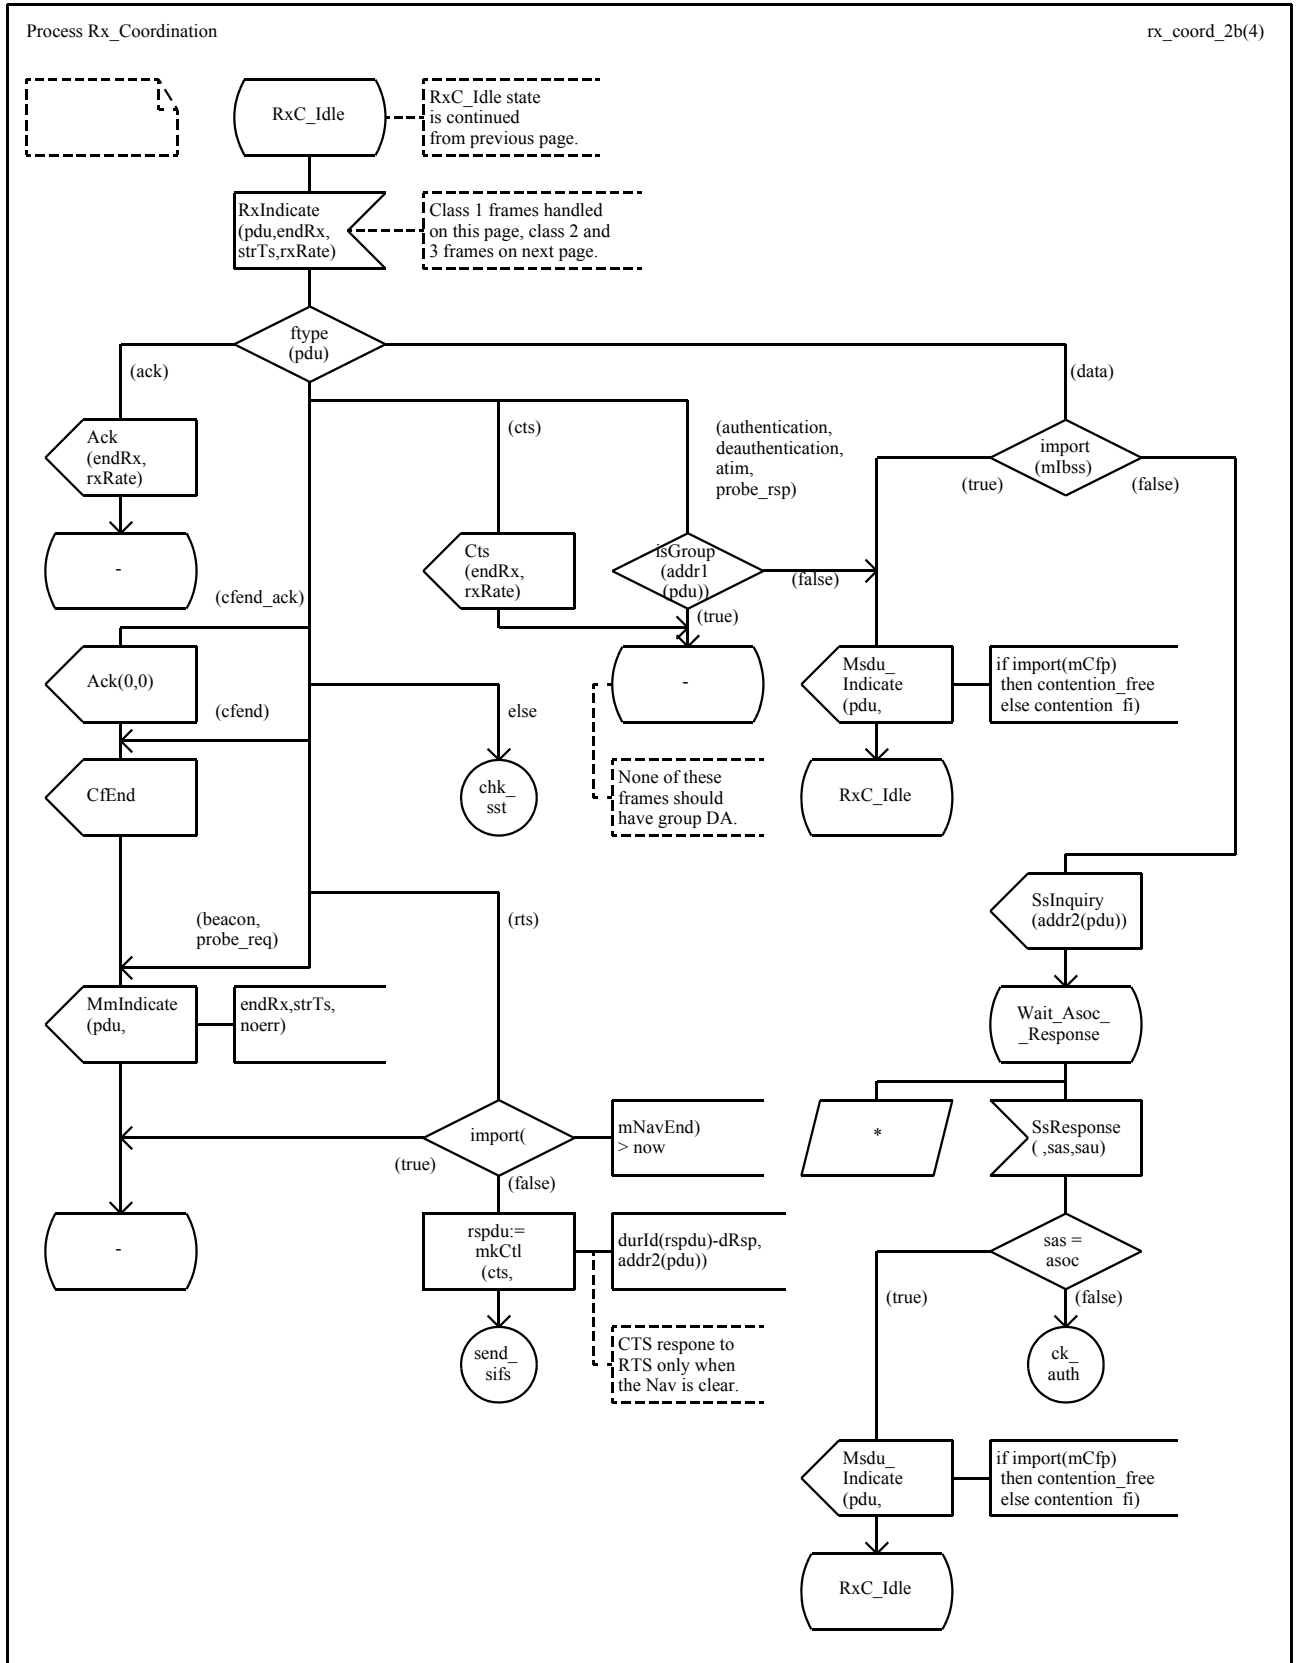 Process Rx_Coordination
rx_coord_2b(4)
RxC_Idle
RxC_Idle state
is continued
from previous page.
RxIndicate
(pdu,endRx,
strTs,rxRate)
Class 1 frames handled
on this page, class 2 and
3 frames on next page.
ftype
(pdu)
(ack)
(data)
Ack
(endRx,
rxRate)
(cts)
(authentication,
deauthentication,
atim,
probe_rsp)
import
(mIbss)
(true)
(false)
-
Cts
(endRx,
rxRate)
isGroup
(addr1
(pdu))
(false)
(true)
(cfend_ack)
Ack(0,0)
-
Msdu_
Indicate
(pdu,
if import(mCfp)
then contention_free
else contention_fi)
(cfend)
else
CfEnd
chk_
sst
None of these
frames should
have group DA.
RxC_Idle
SsInquiry
(addr2(pdu))
(beacon,
probe_req)
(rts)
MmIndicate
(pdu,
endRx,strTs,
noerr)
Wait_Asoc_
_Response
import(
mNavEnd)
> now
*
SsResponse
( ,sas,sau)
(true)
(false)
-
rspdu:=
mkCtl
(cts,
durId(rspdu)-dRsp,
addr2(pdu))
sas =
asoc
(true)
(false)
send_
sifs
CTS respone to
RTS only when
the Nav is clear.
ck_
auth
Msdu_
Indicate
(pdu,
if import(mCfp)
then contention_free
else contention_fi)
RxC_Idle